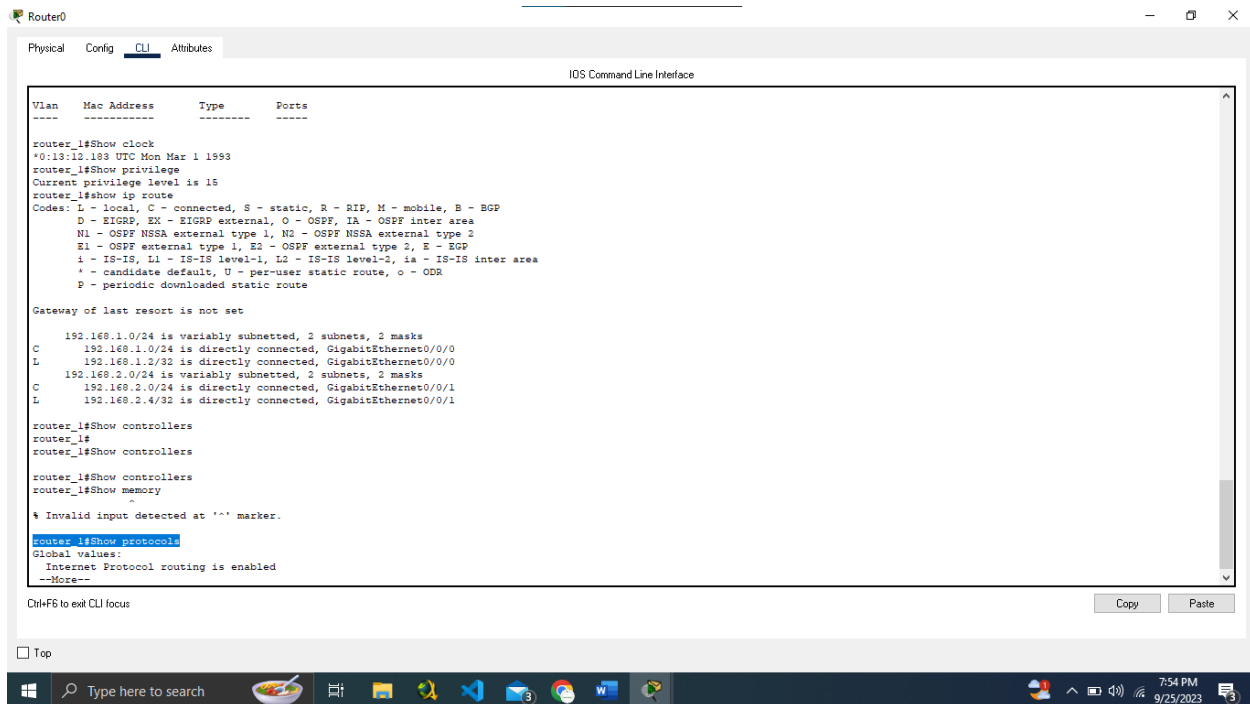 Router0
Physical Config CLI Attributes
IOS Command Line Interface
Vlan    Mac Address       Type        Ports
----    -----------       --------    -----
router_1#Show clock
*0:13:12.183 UTC Mon Mar 1 1993
router_1#Show privilege
Current privilege level is 15
router_1#show ip route
Codes: L - local, C - connected, S - static, R - RIP, M - mobile, B - BGP
       D - EIGRP, EX - EIGRP external, O - OSPF, IA - OSPF inter area
       N1 - OSPF NSSA external type 1, N2 - OSPF NSSA external type 2
       E1 - OSPF external type 1, E2 - OSPF external type 2, E - EGP
       i - IS-IS, L1 - IS-IS level-1, L2 - IS-IS level-2, ia - IS-IS inter area
       * - candidate default, U - per-user static route, o - ODR
       P - periodic downloaded static route
Gateway of last resort is not set
     192.168.1.0/24 is variably subnetted, 2 subnets, 2 masks
C       192.168.1.0/24 is directly connected, GigabitEthernet0/0/0
L       192.168.1.2/32 is directly connected, GigabitEthernet0/0/0
     192.168.2.0/24 is variably subnetted, 2 subnets, 2 masks
C       192.168.2.0/24 is directly connected, GigabitEthernet0/0/1
L       192.168.2.4/32 is directly connected, GigabitEthernet0/0/1
router_1#Show controllers
router_1#
router_1#Show controllers
router_1#Show controllers
router_1#Show memory
              ^
% Invalid input detected at '^' marker.
router_1#Show protocols
Global values:
  Internet Protocol routing is enabled
 --More--
Ctrl+F6 to exit CLI focus
Copy Paste
Top
Type here to search
3
1
7:54 PM
9/25/2023
3